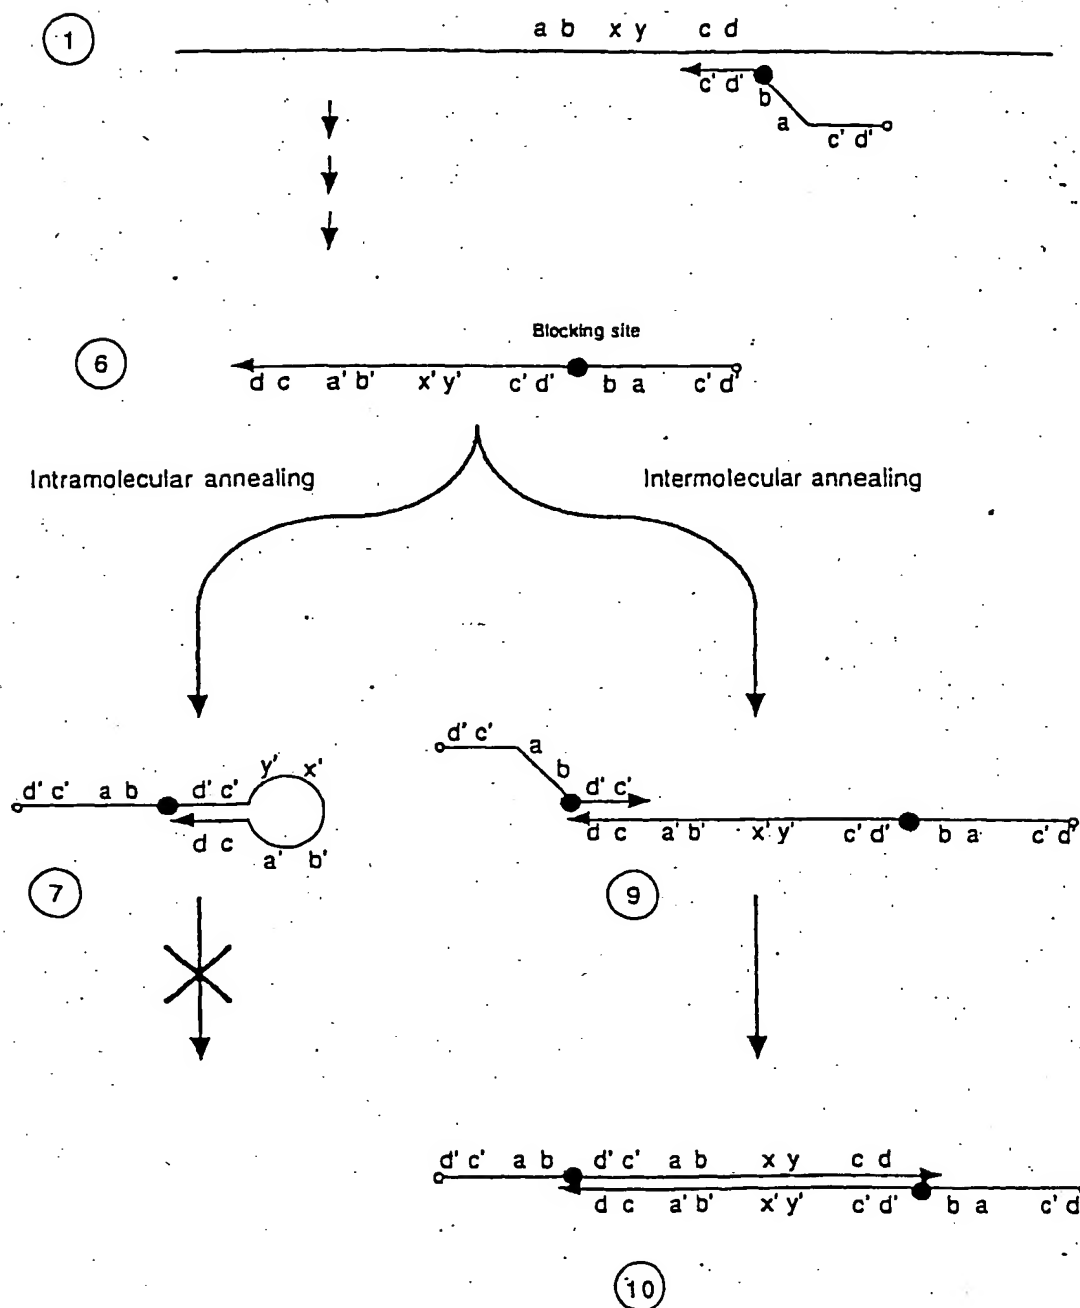 1
a b x y c d
c' d'
b
a
c' d'
Blocking site
6
d c a' b' x' y' c' d' b a c' d'
Intramolecular annealing
Intermolecular annealing
d' c' a b d' c' y' x'
d c a' b'
7
d' c' a
b
d' c'
d c a' b' x' y' c' d' b a c' d'
9
d' c' a b d' c' a b x y c d
d c a' b' x' y' c' d' b a c' d
10